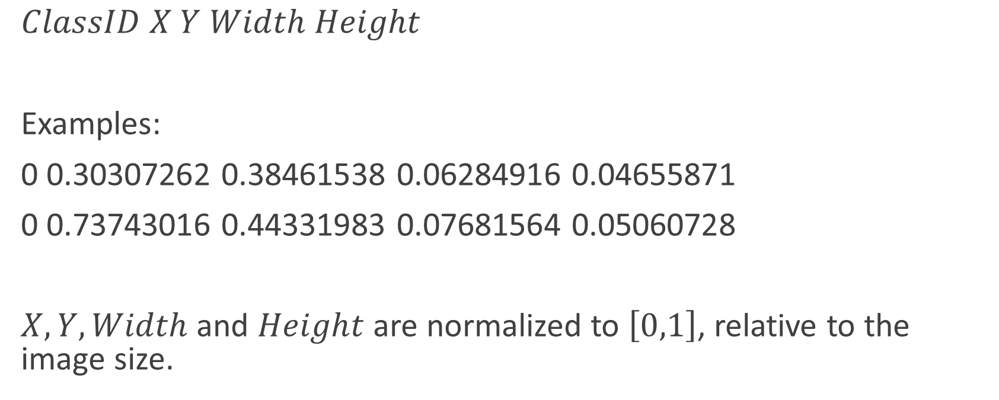 ClassID X Y Width Height
Examples:
0 0.30307262 0.38461538 0.06284916 0.04655871
0 0.73743016 0.44331983 0.07681564 0.05060728
X, Y, Width and Height are normalized to [0,1], relative to the
image size.